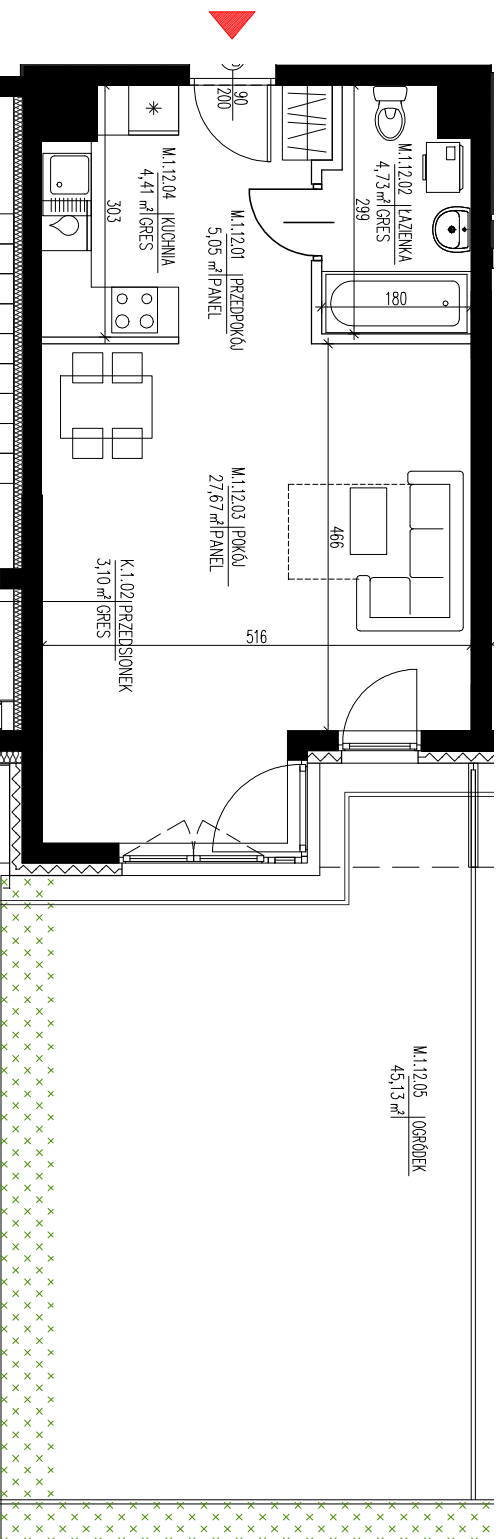 90
200
M.1.12.04 KUCHNIA
4,41 m² GRES
303
M.1.12.01 PRZEDPOKÓJ
5,05 m² PANEL
M.1.12.02 ŁAZIENKA
4,73 m² GRES
299
180
M.1.12.03 POKÓJ
27,67 m² PANEL
466
K.1.02 PRZEDSIONEK
3,10 m² GRES
516
M.1.12.05 OGRÓDEK
45,13 m²